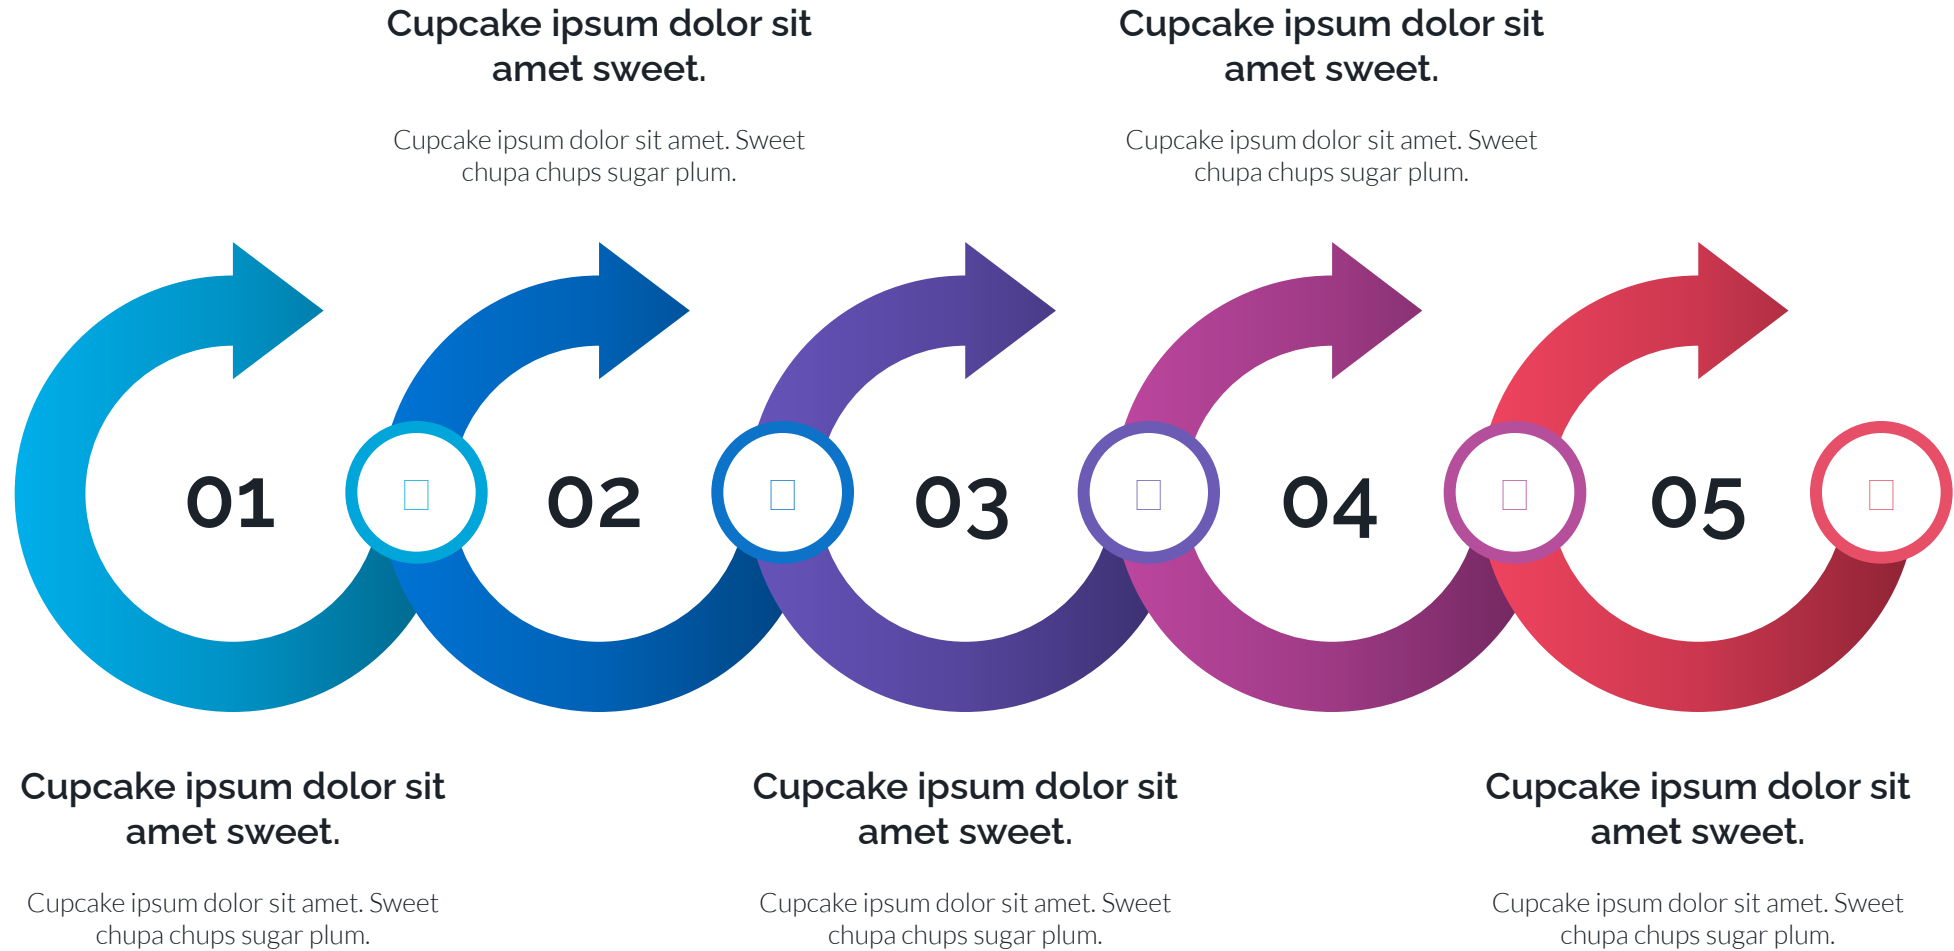 Cupcake ipsum dolor sit
amet sweet.
Cupcake ipsum dolor sit amet. Sweet
chupa chups sugar plum.
Cupcake ipsum dolor sit
amet sweet.
Cupcake ipsum dolor sit amet. Sweet
chupa chups sugar plum.
01
02
03
04
05
Cupcake ipsum dolor sit
amet sweet.
Cupcake ipsum dolor sit amet. Sweet
chupa chups sugar plum.
Cupcake ipsum dolor sit
amet sweet.
Cupcake ipsum dolor sit amet. Sweet
chupa chups sugar plum.
Cupcake ipsum dolor sit
amet sweet.
Cupcake ipsum dolor sit amet. Sweet
chupa chups sugar plum.